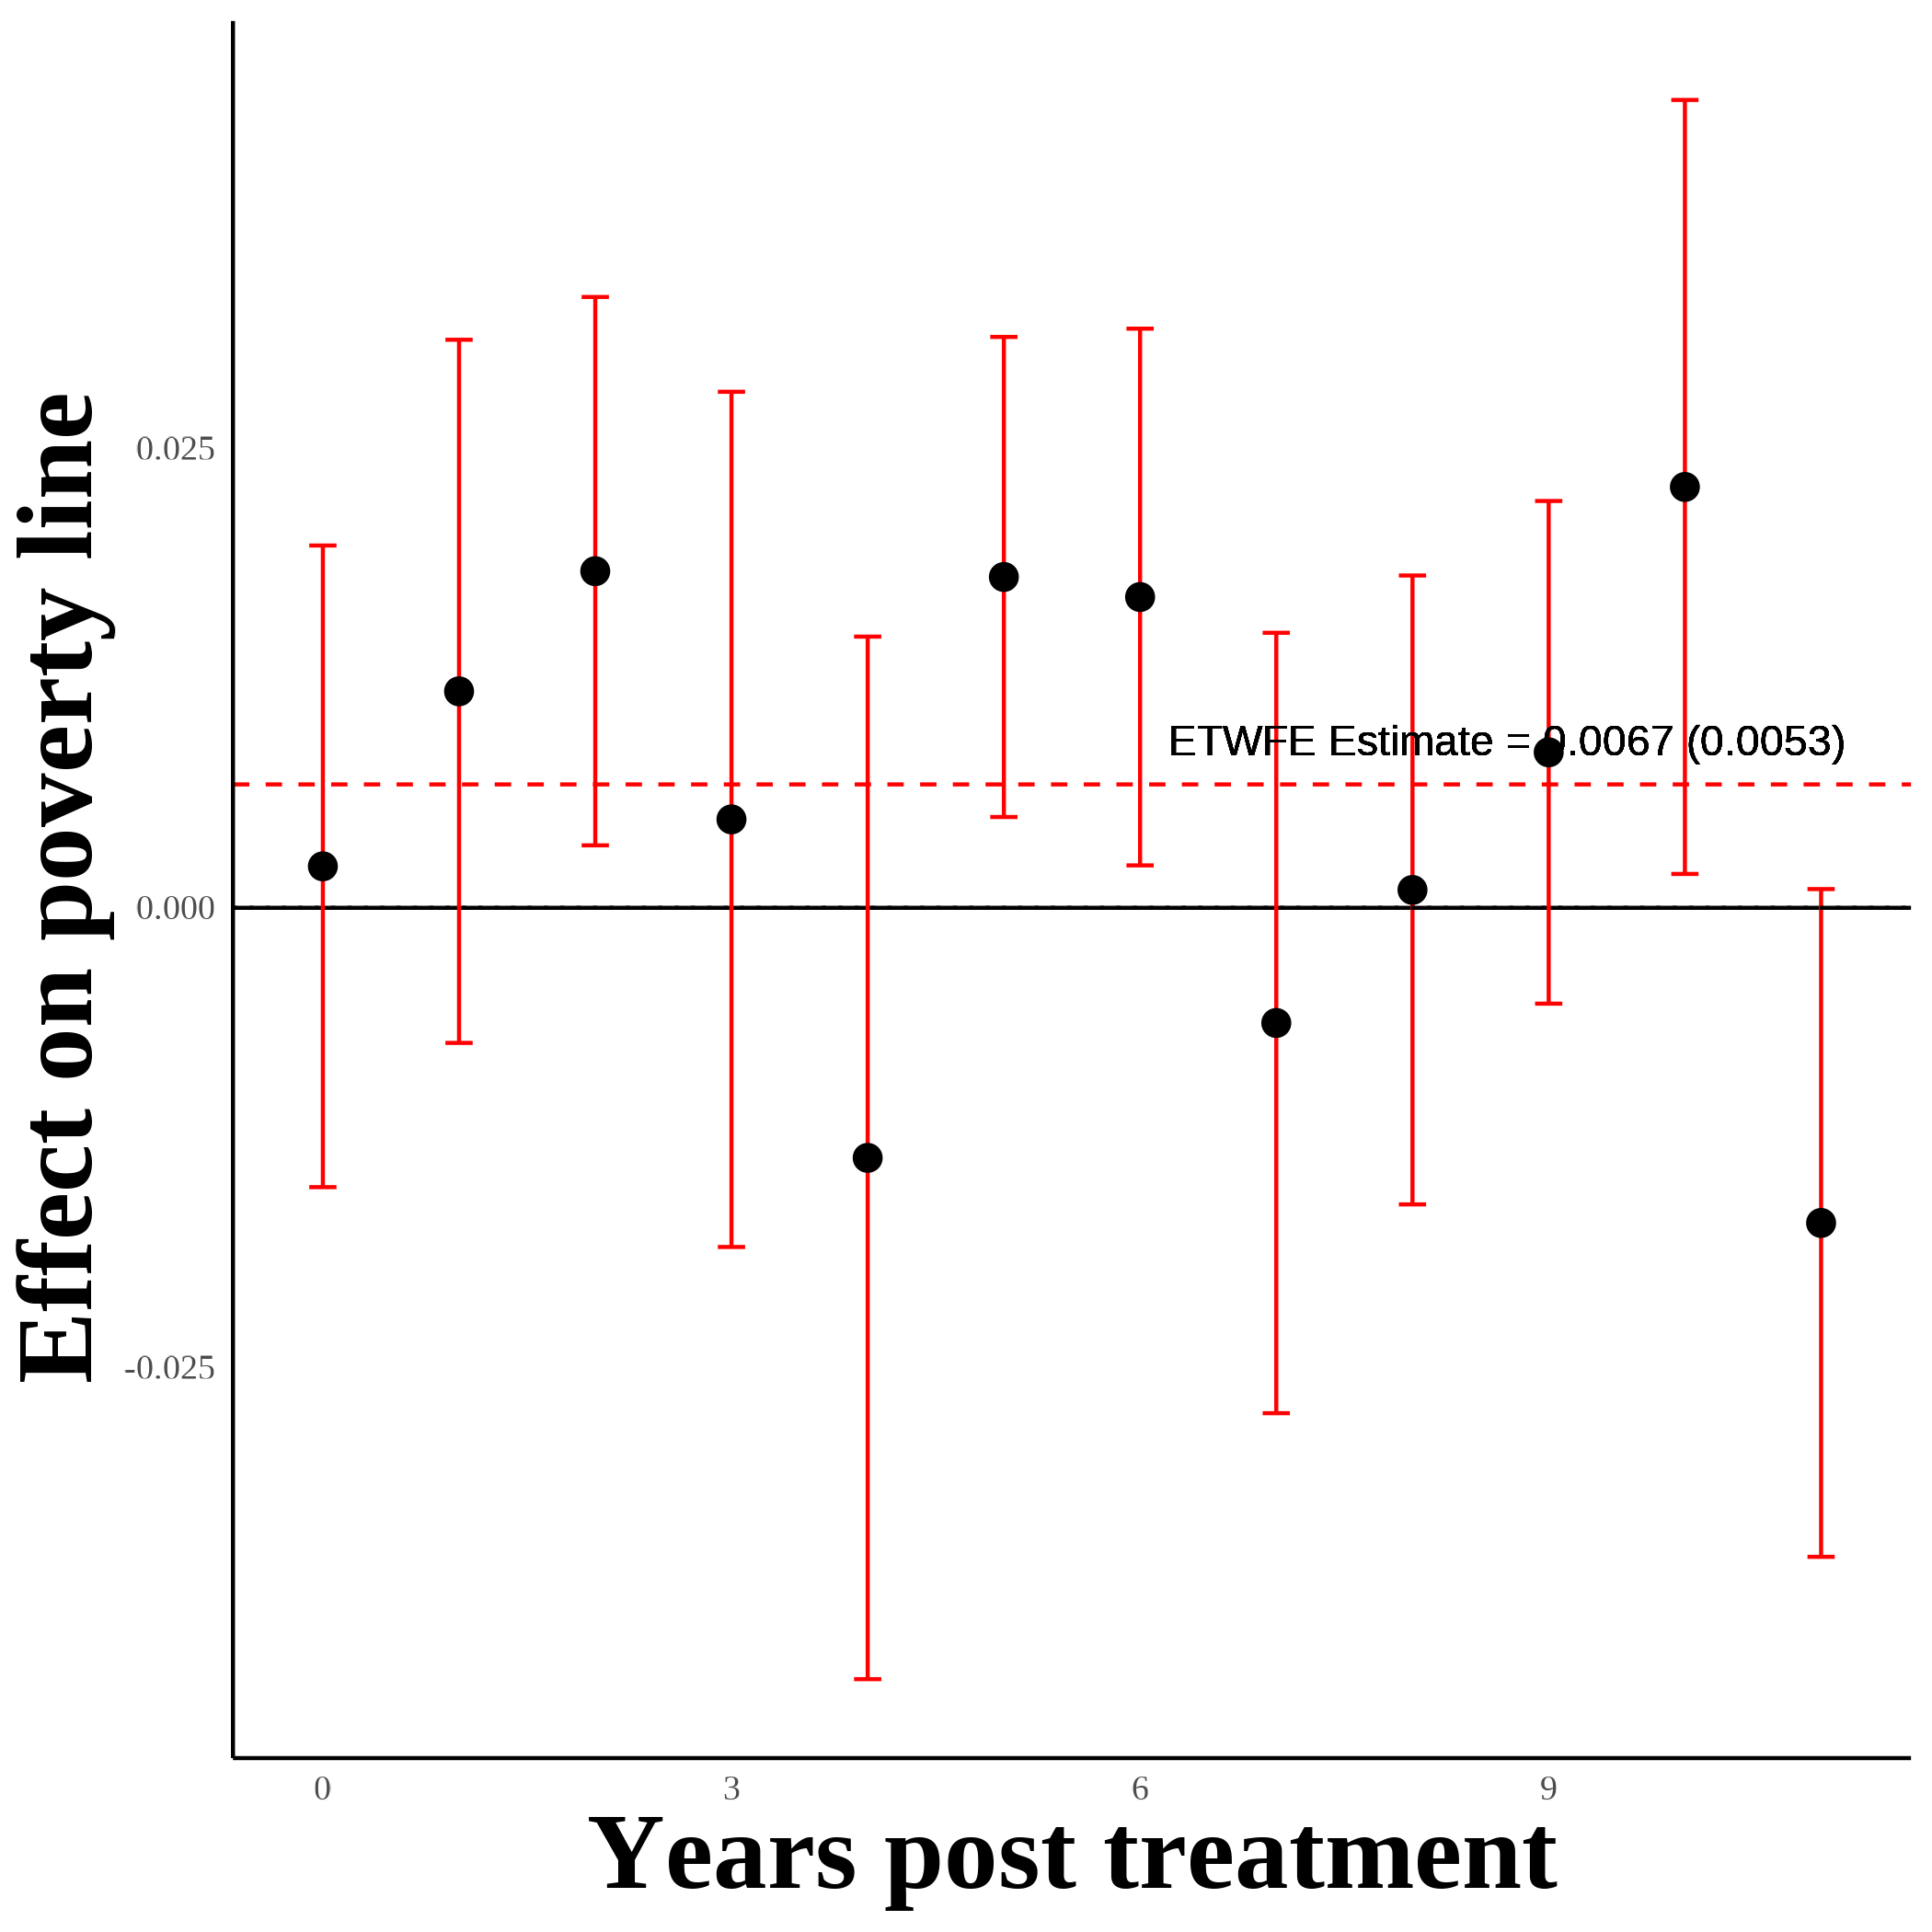 Effect on poverty line
0.025
0.000
-0.025
ETWFE Estimate = 0.0067 (0.0053)
0
3
6
9
Years post treatment